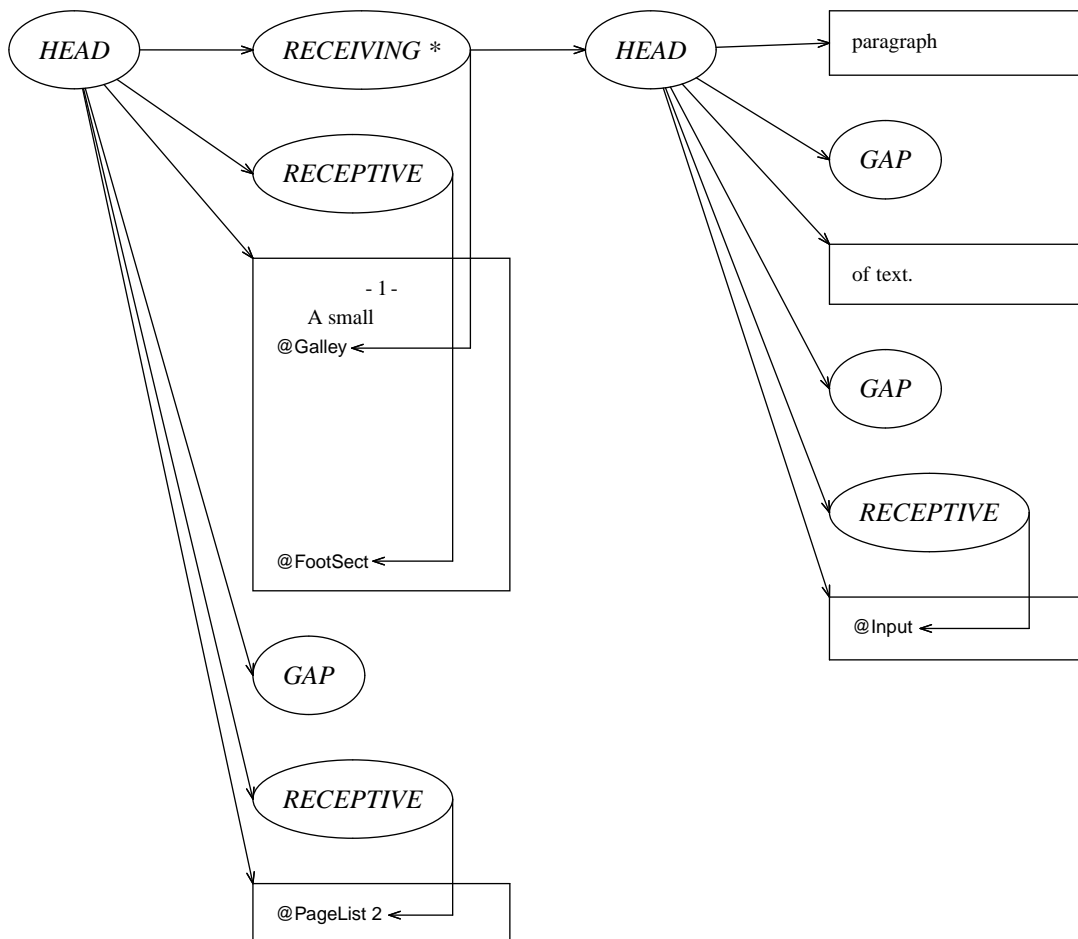 HEAD
RECEIVING *
HEAD
paragraph
GAP
RECEPTIVE
of text.
- 1 -
A small
@Galley
GAP
RECEPTIVE
@FootSect
@Input
GAP
RECEPTIVE
@PageList 2